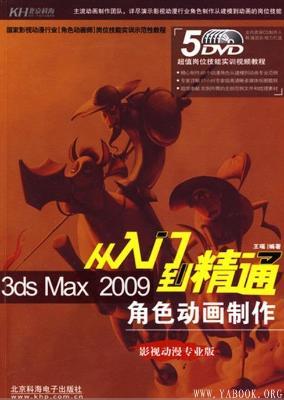 KH 北京科海
主流动画制作团队，详尽演示影视动漫行业角色制作从建模到动画的岗位技能
国家影视动漫行业[角色动画师]岗位技能实训示范性教程
5DVD
超值岗位技能实训视频教程
从入门到精通
3ds Max 2009
角色动画制作
王瑶 编著
影视动漫专业版
北京科海电子出版社
www.khp.com.cn
WWW.YABOOK.ORG